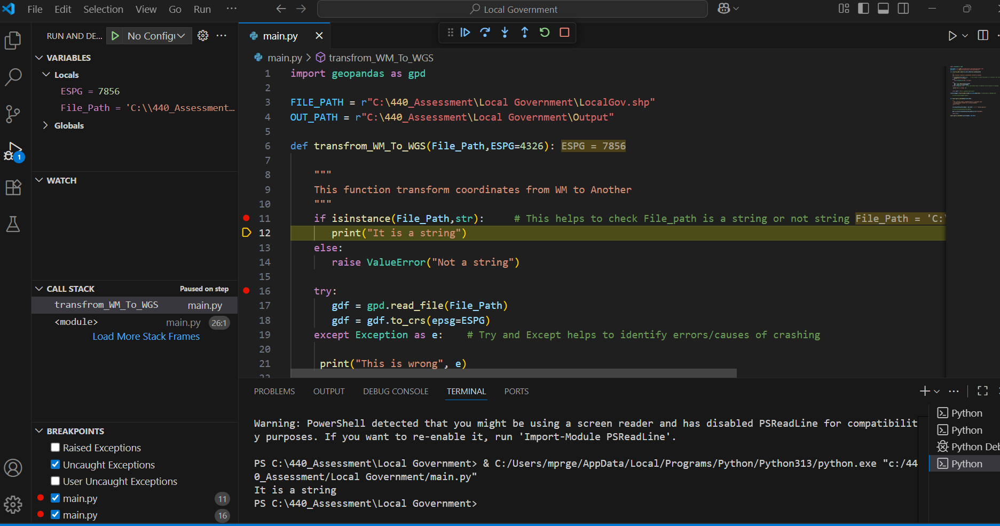 File Edit Selection View Go Run ··· Local Government
RUN AND DE... No Config
VARIABLES
Locals
ESPG = 7856
File_Path = 'C:\\440_Assessment...
Globals
WATCH
CALL STACK Paused on step
transfrom_WM_To_WGS main.py
<module> main.py 26:1
Load More Stack Frames
BREAKPOINTS
Raised Exceptions
Uncaught Exceptions
User Uncaught Exceptions
main.py 11
main.py 16
1
main.py
main.py > transfrom_WM_To_WGS
1 import geopandas as gpd
2
3 FILE_PATH = r"C:\440_Assessment\Local Government\LocalGov.shp"
4 OUT_PATH = r"C:\440_Assessment\Local Government\Output"
5
6 def transfrom_WM_To_WGS(File_Path,ESPG=4326): ESPG = 7856
7
8 """
9 This function transform coordinates from WM to Another
10 """
11 if isinstance(File_Path,str): # This helps to check File_path is a string or not string File_Path = 'C:\
12 print("It is a string")
13 else:
14 raise ValueError("Not a string")
15
16 try:
17 gdf = gpd.read_file(File_Path)
18 gdf = gdf.to_crs(epsg=ESPG)
19 except Exception as e: # Try and Except helps to identify errors/causes of crashing
20
21 print("This is wrong", e)
22
PROBLEMS OUTPUT DEBUG CONSOLE TERMINAL PORTS
Warning: PowerShell detected that you might be using a screen reader and has disabled PSReadLine for compatibilit
y purposes. If you want to re-enable it, run 'Import-Module PSReadLine'.
PS C:\440_Assessment\Local Government> & C:/Users/mprge/AppData/Local/Programs/Python/Python313/python.exe "c:/44
0_Assessment/Local Government/main.py"
It is a string
PS C:\440_Assessment\Local Government>
Python
Python
Python Deb
Python